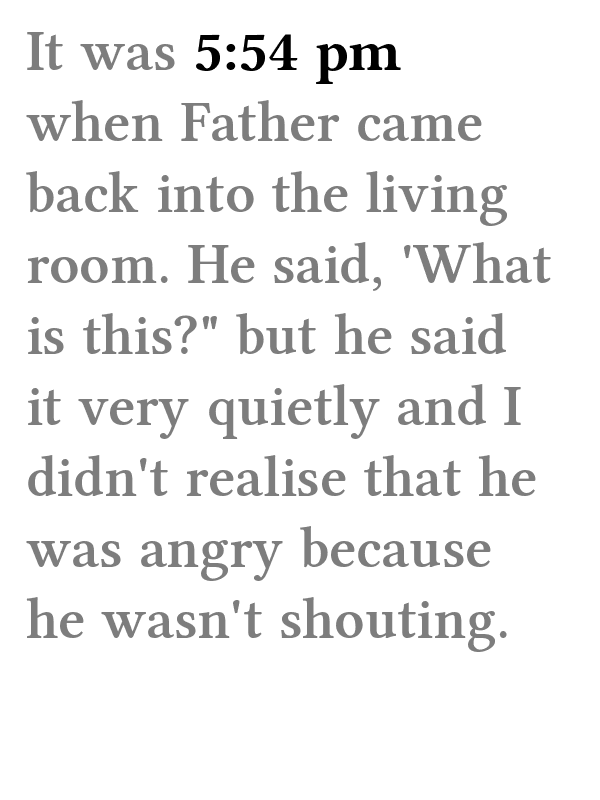 It was 5:54 pm
when Father came
back into the living
room. He said, 'What
is this?" but he said
it very quietly and I
didn't realise that he
was angry because
he wasn't shouting.